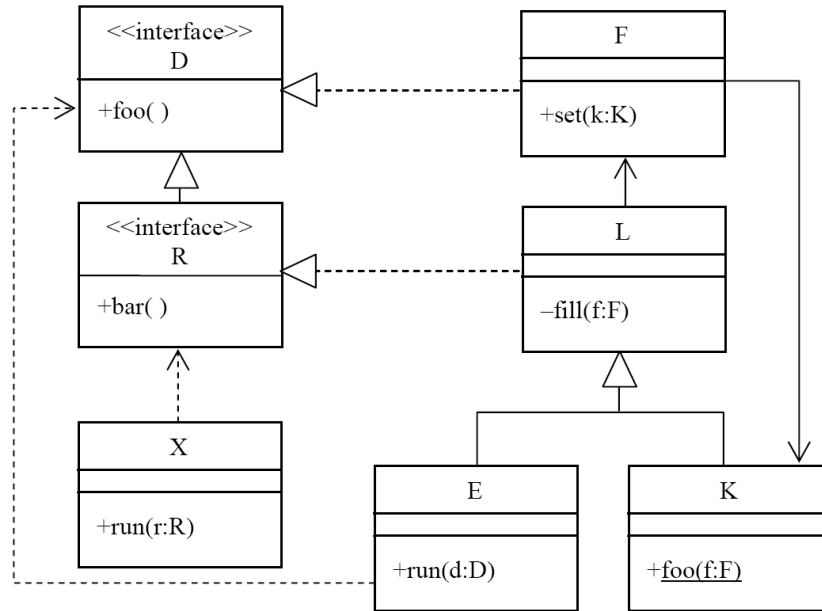 <<interface>>
D
+foo( )
F
+set(k:K)
<<interface>>
R
+bar( )
L
–fill(f:F)
X
+run(r:R)
E
+run(d:D)
K
+foo(f:F)